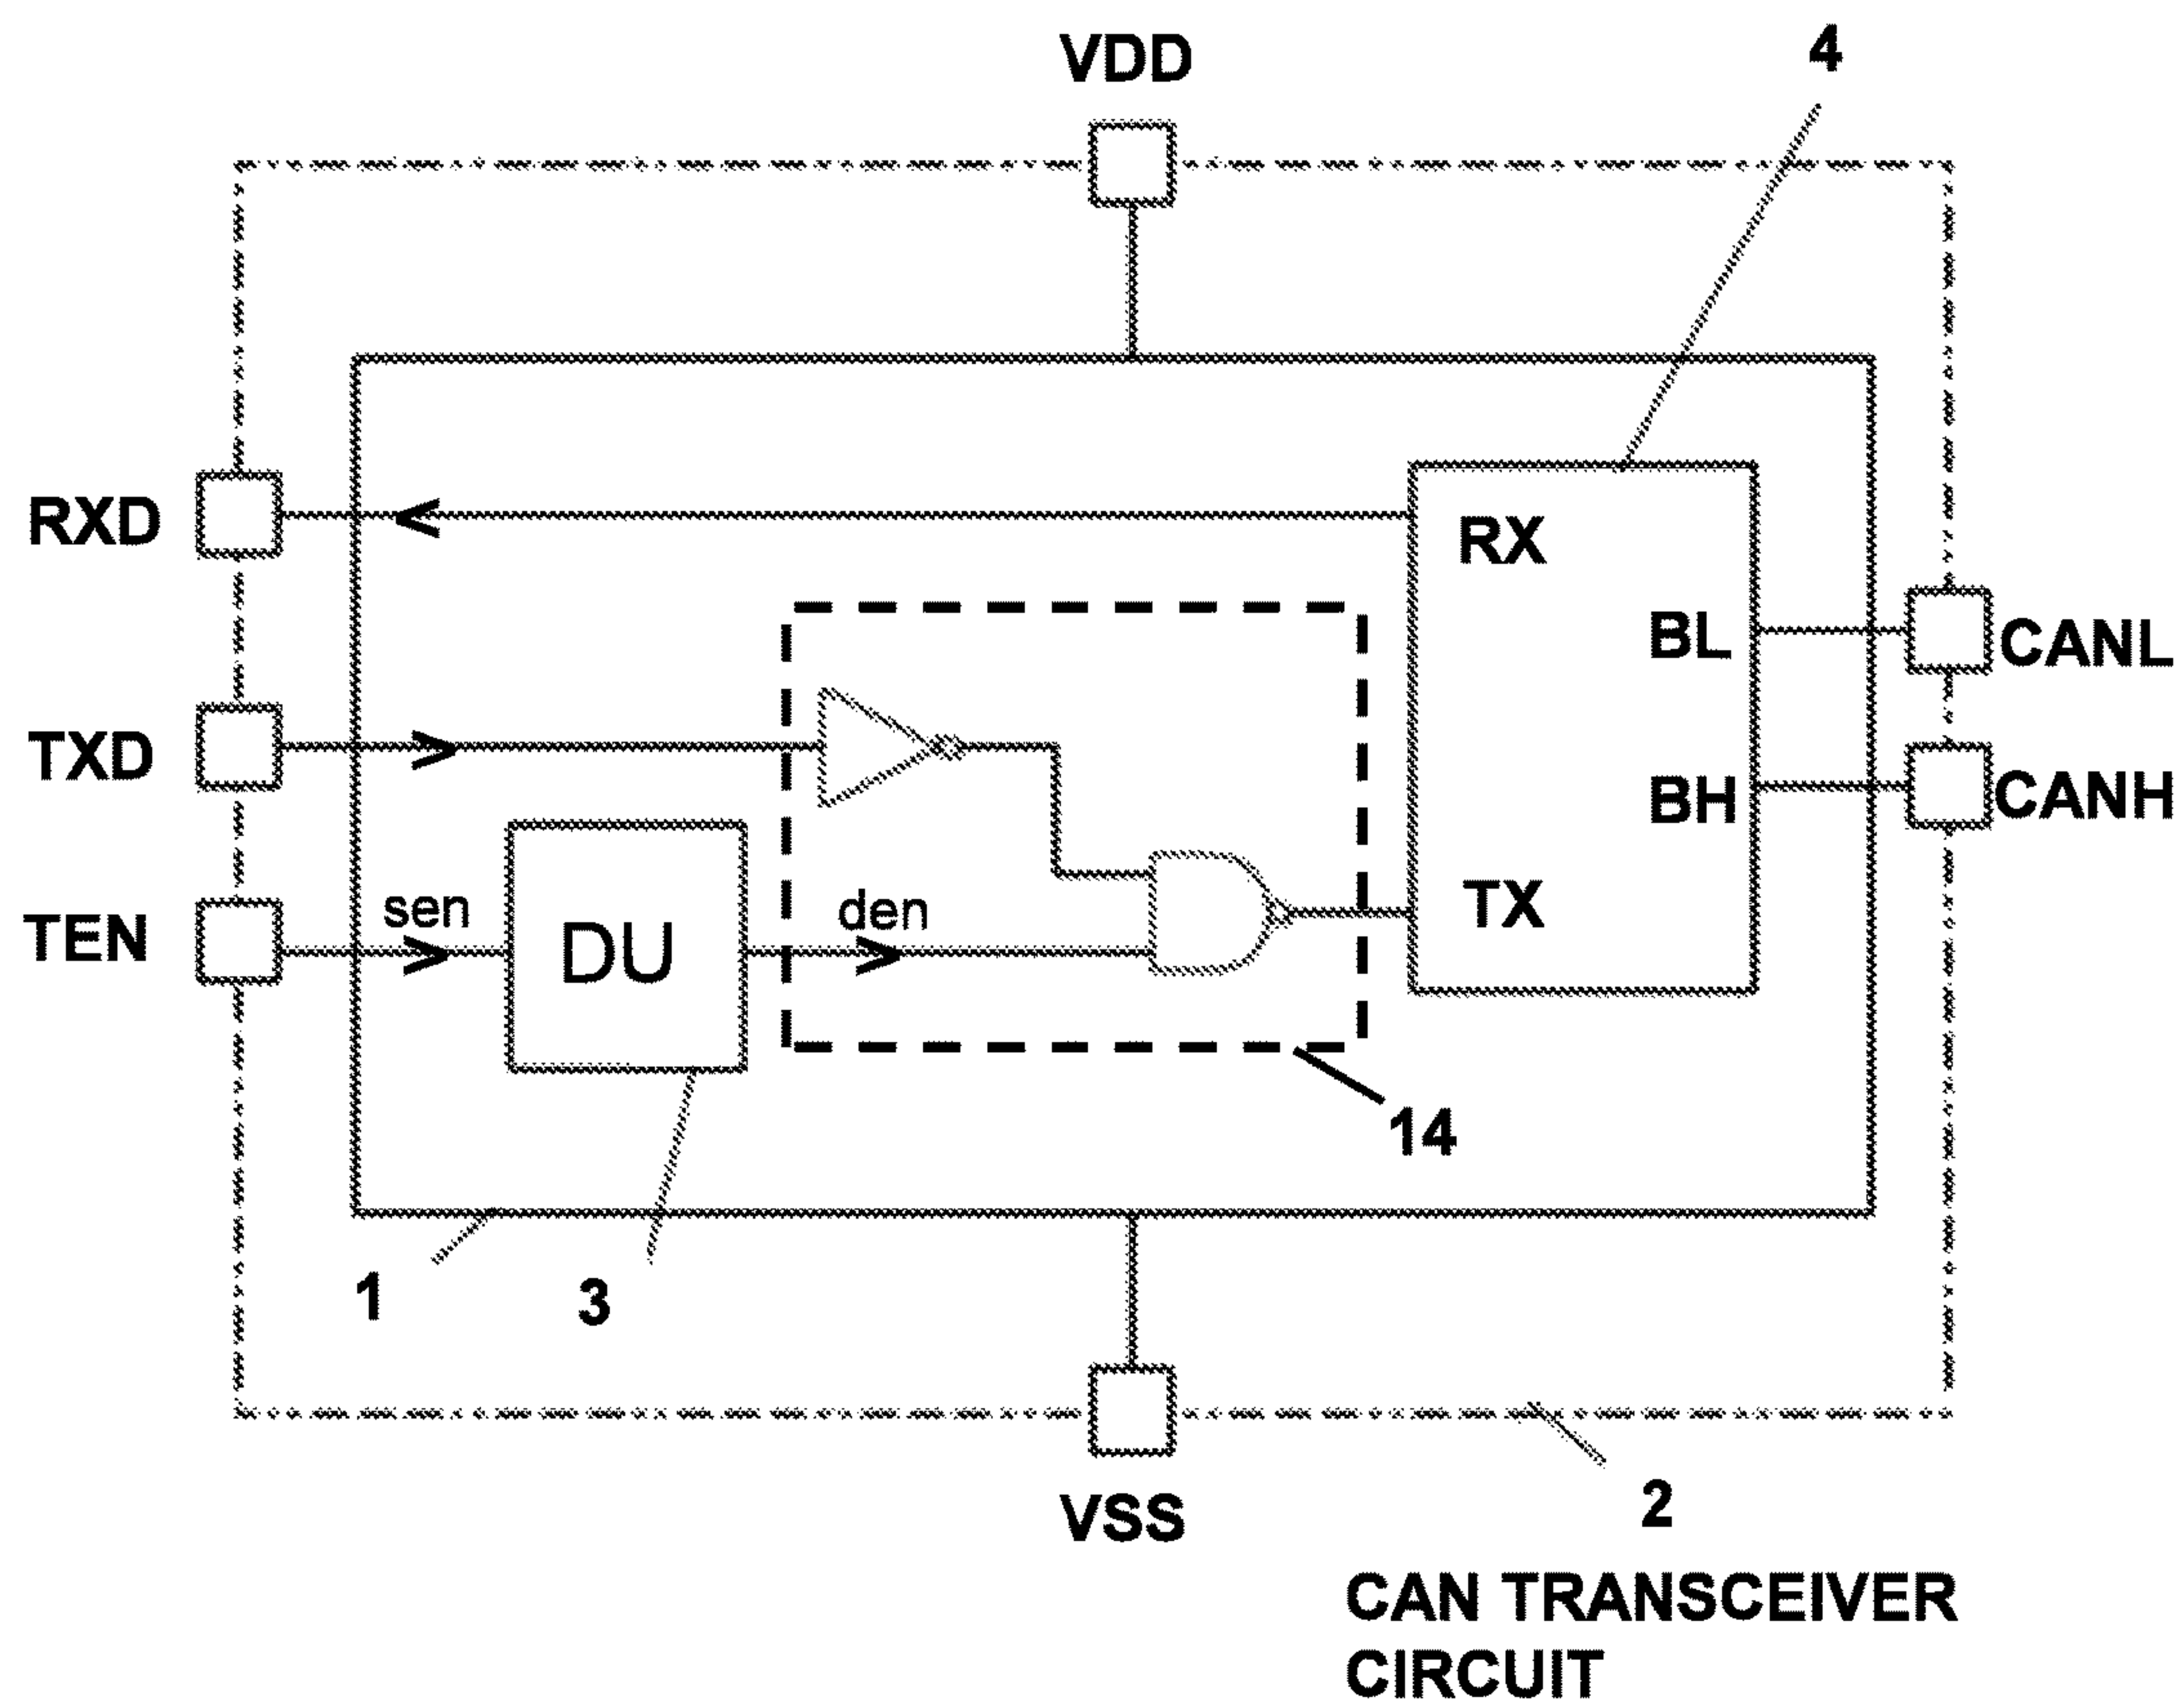 4
VDD
RXD
RX
BL
CANL
TXD
BH
CANH
sen
den
TX
TEN
DU
14
1
3
2
VSS
CAN TRANSCEIVER
CIRCUIT